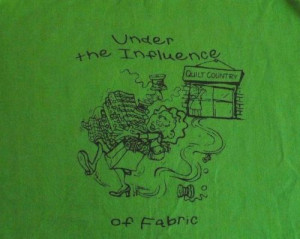 Under
the Influence
QUILT COUNTRY
of Fabric